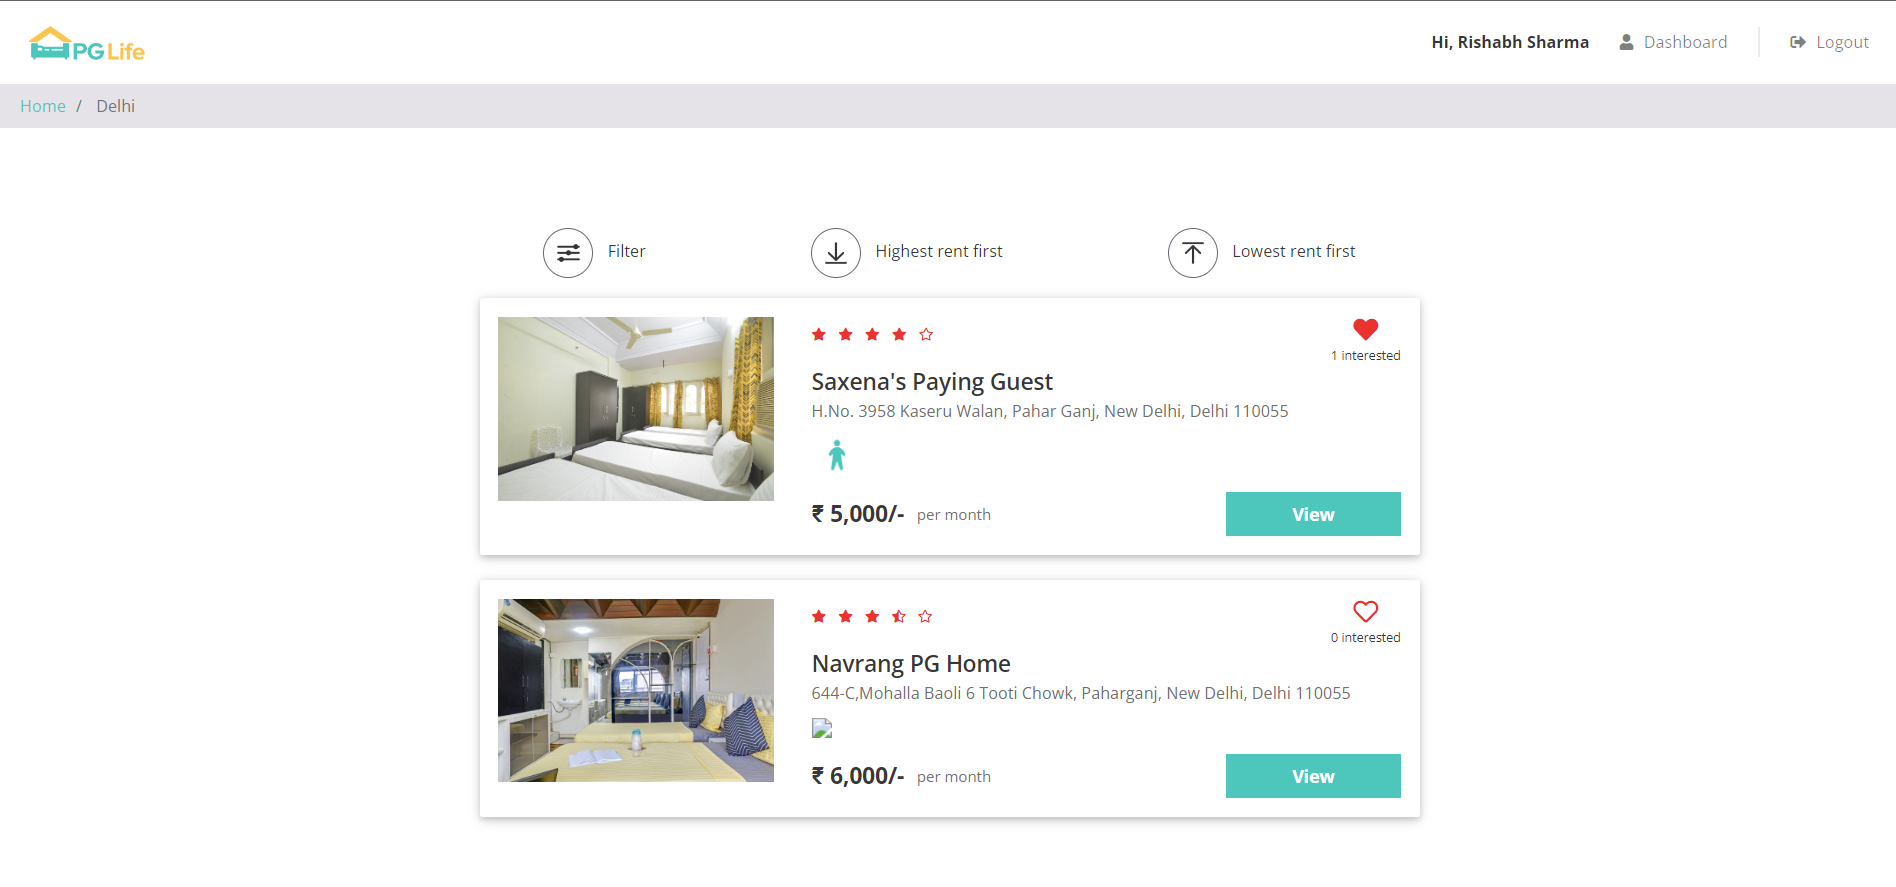 PG Life
Hi, Rishabh Sharma
Dashboard
Logout
Home / Delhi
Filter
Highest rent first
Lowest rent first
1 interested
Saxena's Paying Guest
H.No. 3958 Kaseru Walan, Pahar Ganj, New Delhi, Delhi 110055
₹ 5,000/- per month
View
0 interested
Navrang PG Home
644-C,Mohalla Baoli 6 Tooti Chowk, Paharganj, New Delhi, Delhi 110055
₹ 6,000/- per month
View